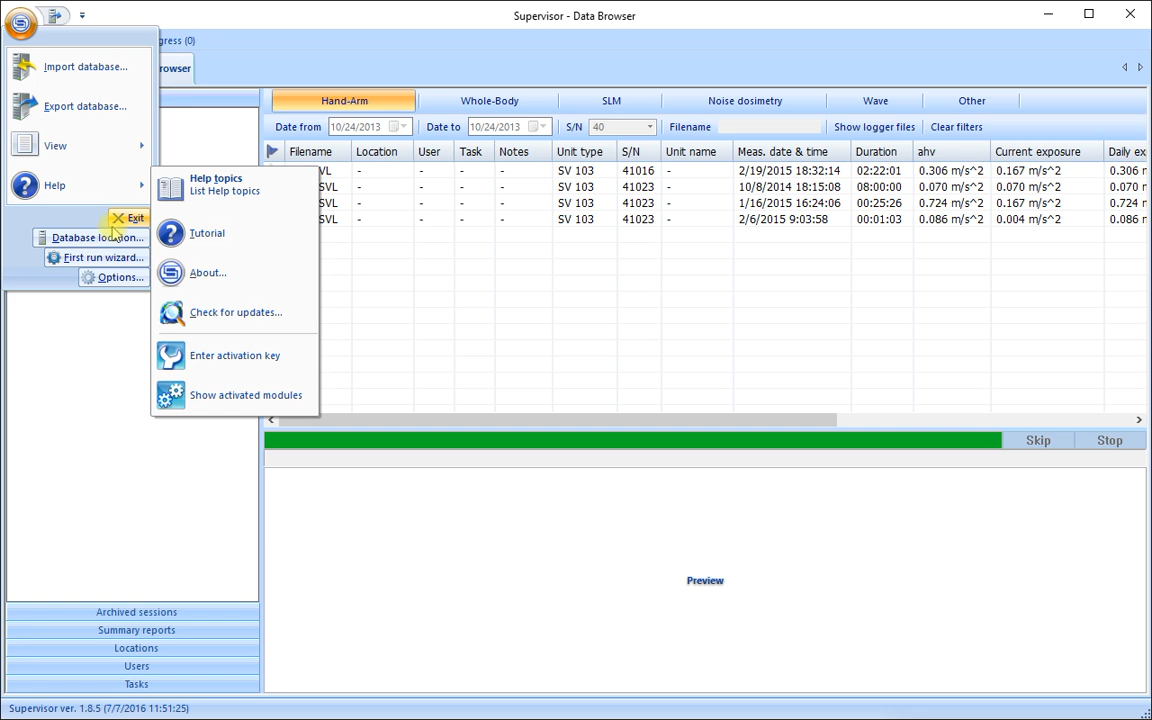 Supervisor - Data Browser
gress (0)
rowser
Import database...
Export database...
View
Help
Exit
Database location...
First run wizard...
Options...
Help topics
List Help topics
Tutorial
About...
Check for updates...
Enter activation key
Show activated modules
Hand-Arm Whole-Body SLM Noise dosimetry Wave Other
Date from 10/24/2013 Date to 10/24/2013 S/N 40 Filename Show logger files Clear filters
Filename Location User Task Notes Unit type S/N Unit name Meas. date & time Duration ahv Current exposure Daily ex
VL - - - - SV 103 41016 - 2/19/2015 18:32:14 02:22:01 0.306 m/s^2 0.167 m/s^2 0.306 m
SVL - - - - SV 103 41023 - 10/8/2014 18:15:08 08:00:00 0.070 m/s^2 0.070 m/s^2 0.070 m
SVL - - - - SV 103 41023 - 1/16/2015 16:24:06 00:25:26 0.724 m/s^2 0.167 m/s^2 0.724 m
SVL - - - - SV 103 41023 - 2/6/2015 9:03:58 00:01:03 0.086 m/s^2 0.004 m/s^2 0.086 m
Skip Stop
Preview
Archived sessions
Summary reports
Locations
Users
Tasks
Supervisor ver. 1.8.5 (7/7/2016 11:51:25)